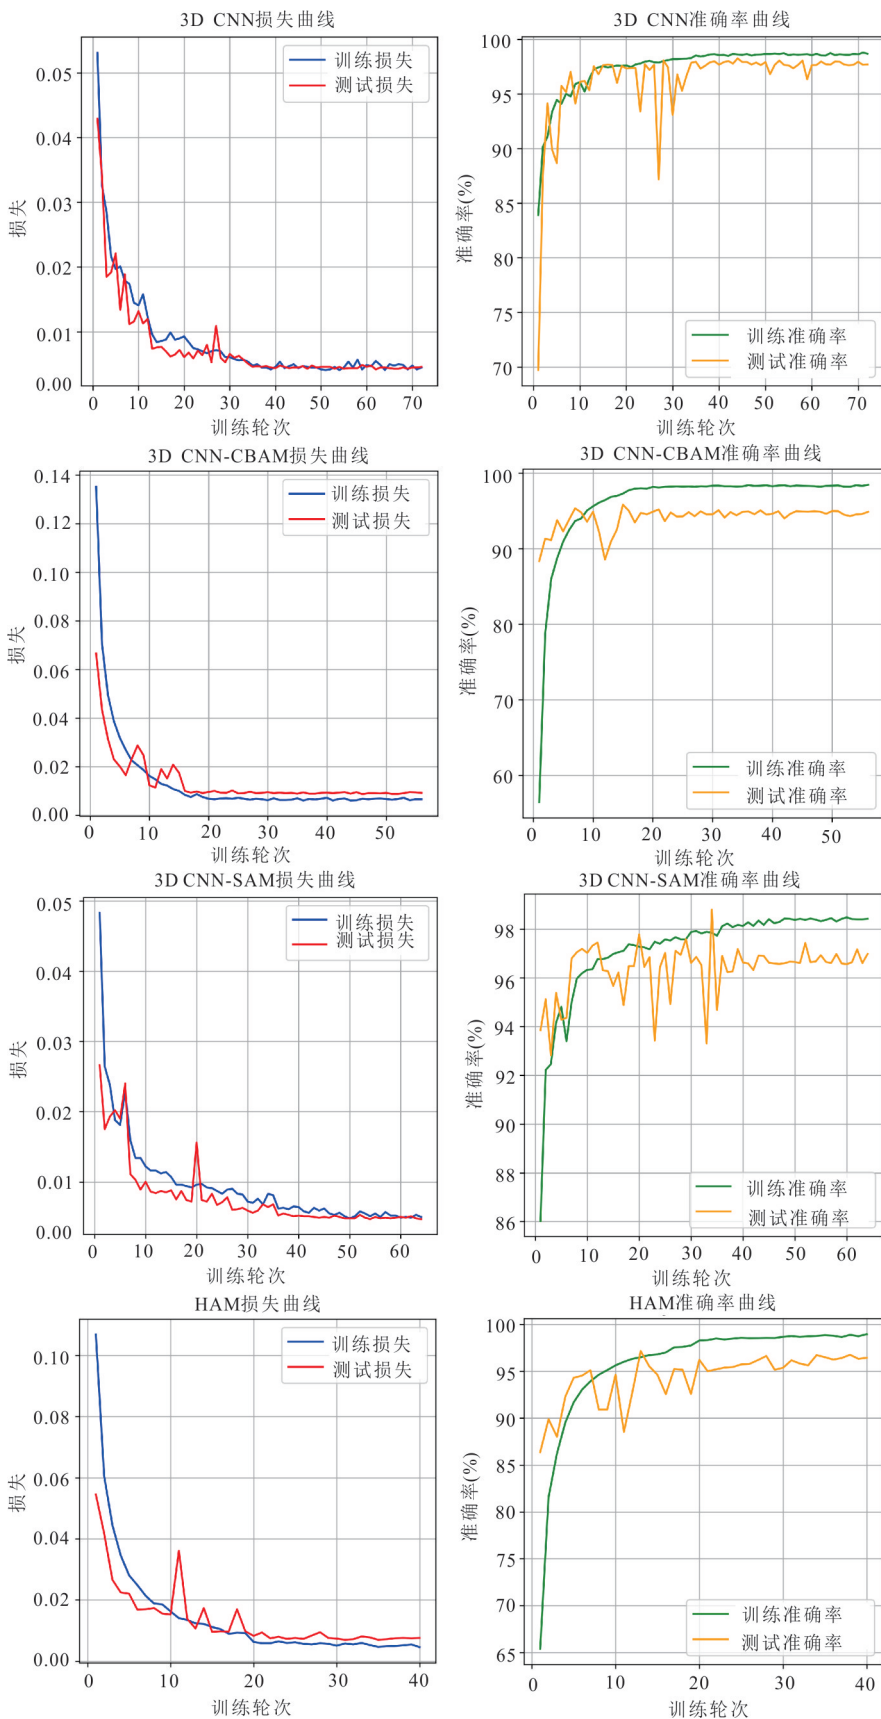 3D CNN损失曲线
0.05
0.04
0.03
0.02
0.01
0.00
损失
训练损失
测试损失
0 10 20 30 40 50 60 70
训练轮次
3D CNN准确率曲线
100
95
90
85
80
75
70
准确率(%)
训练准确率
测试准确率
0 10 20 30 40 50 60 70
训练轮次
3D CNN-CBAM损失曲线
0.14
0.12
0.10
0.08
0.06
0.04
0.02
0.00
损失
训练损失
测试损失
0 10 20 30 40 50
训练轮次
3D CNN-CBAM准确率曲线
100
90
80
70
60
准确率(%)
训练准确率
测试准确率
0 10 20 30 40 50
训练轮次
3D CNN-SAM损失曲线
0.05
0.04
0.03
0.02
0.01
0.00
损失
训练损失
测试损失
0 10 20 30 40 50 60
训练轮次
3D CNN-SAM准确率曲线
98
96
94
92
90
88
86
准确率(%)
训练准确率
测试准确率
0 10 20 30 40 50 60
训练轮次
HAM损失曲线
0.10
0.08
0.06
0.04
0.02
0.00
损失
训练损失
测试损失
0 10 20 30 40
训练轮次
HAM准确率曲线
100
95
90
85
80
75
70
65
准确率(%)
训练准确率
测试准确率
0 10 20 30 40
训练轮次